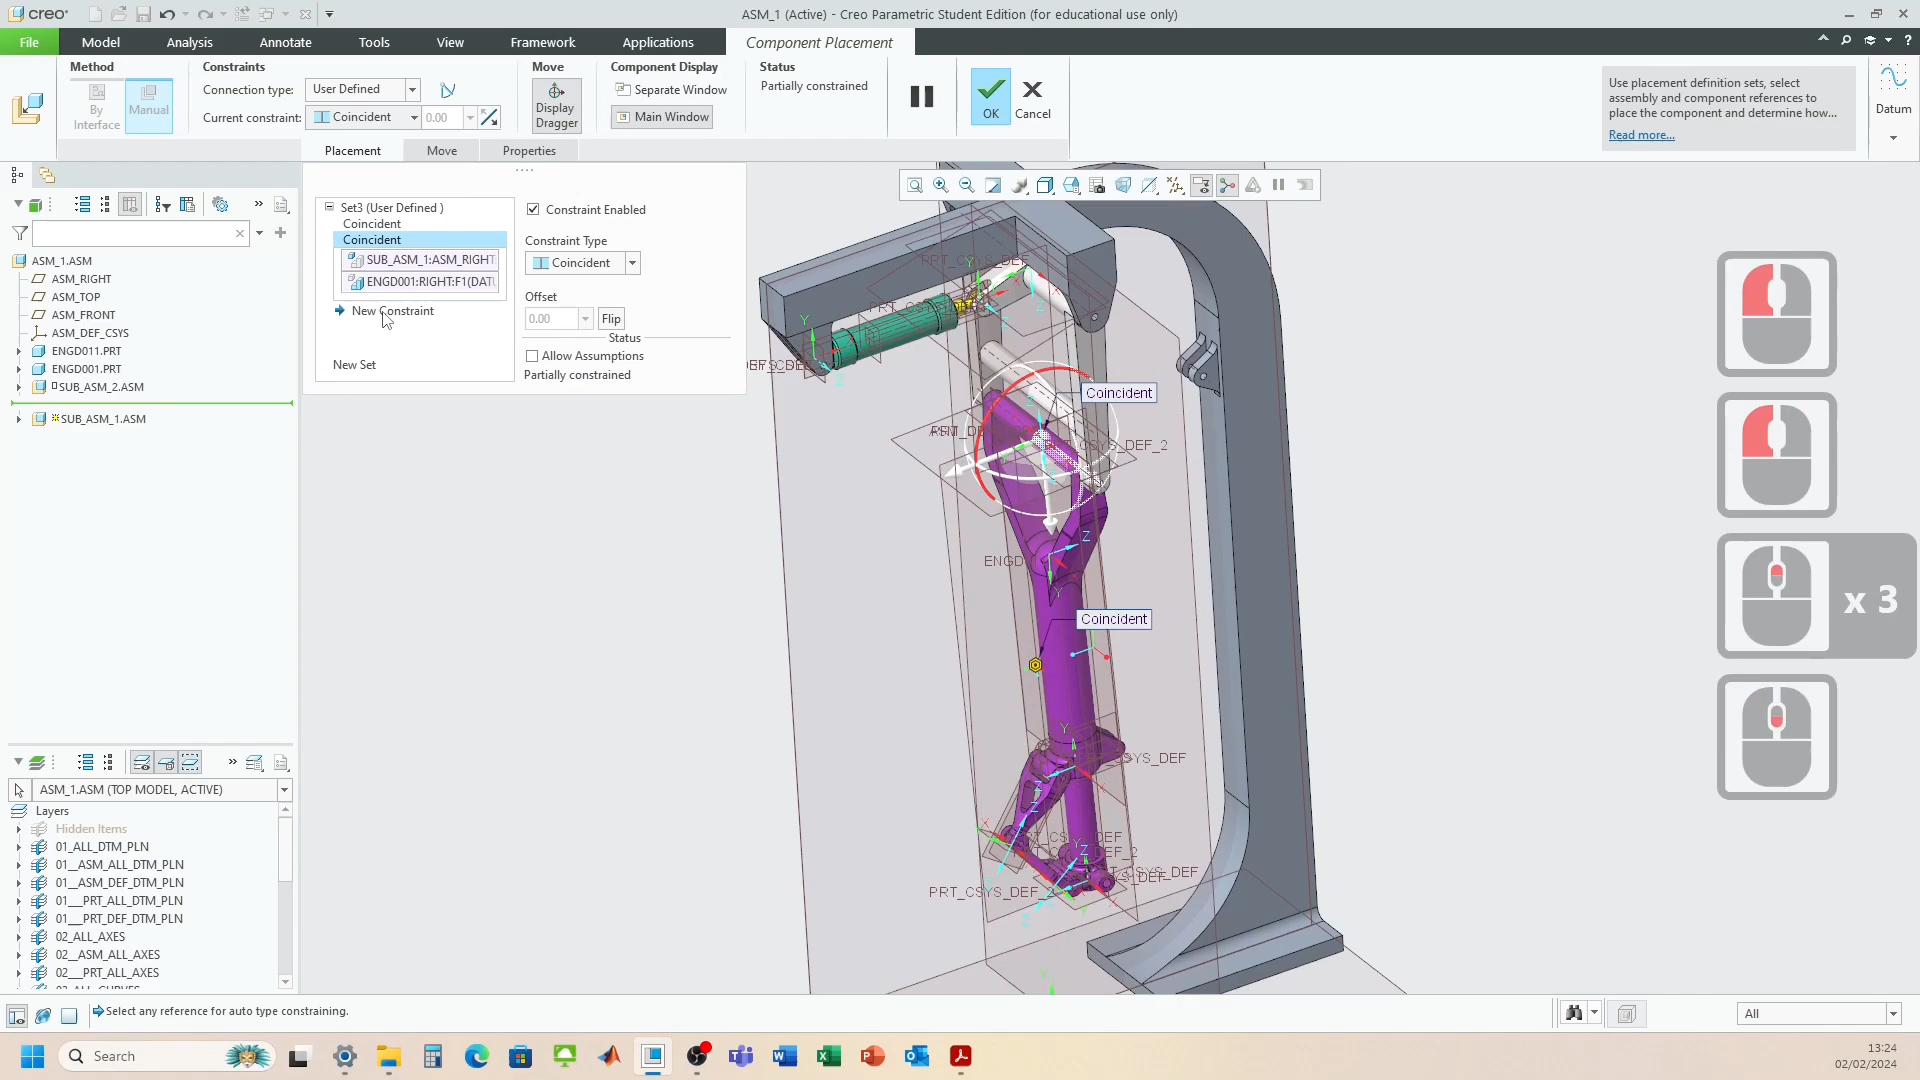 creo
ASM_1 (Active) - Creo Parametric Student Edition (for educational use only)
File
Model
Analysis
Annotate
Tools
View
Framework
Applications
Component Placement
Method
By Interface
Manual
Constraints
Connection type:
User Defined
Current constraint:
Coincident
0.00
Move
Display Dragger
Component Display
Separate Window
Main Window
Status
Partially constrained
OK
Cancel
Use placement definition sets, select
assembly and component references to
place the component and determine how...
Read more...
Datum
Placement
Move
Properties
Set3 (User Defined )
Coincident
Coincident
SUB_ASM_1:ASM_RIGHT
ENGD001:RIGHT:F1(DAT
New Constraint
New Set
Constraint Enabled
Constraint Type
Coincident
Offset
0.00
Flip
Status
Allow Assumptions
Partially constrained
ASM_1.ASM
ASM_RIGHT
ASM_TOP
ASM_FRONT
ASM_DEF_CSYS
ENGD011.PRT
ENGD001.PRT
SUB_ASM_2.ASM
SUB_ASM_1.ASM
ASM_1.ASM (TOP MODEL, ACTIVE)
Layers
Hidden Items
01_ALL_DTM_PLN
01__ASM_ALL_DTM_PLN
01__ASM_DEF_DTM_PLN
01___PRT_ALL_DTM_PLN
01___PRT_DEF_DTM_PLN
02_ALL_AXES
02__ASM_ALL_AXES
02___PRT_ALL_AXES
PRT_CSYS_DEF
Coincident
CSYS_DEF_2
ENGD
Coincident
CSYS_DEF
PRT_CSYS_DEF_2
x 3
Select any reference for auto type constraining.
All
Search
13:24
02/02/2024